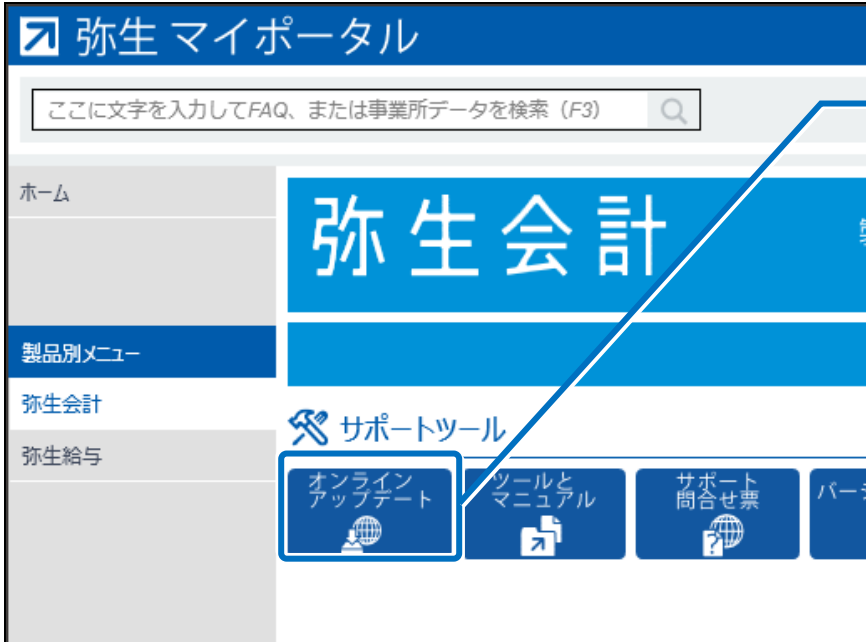 弥生 マイポータル
ここに文字を入力してFAQ、または事業所データを検索（F3）
ホーム
弥生会計
製品別メニュー
弥生会計
弥生給与
サポートツール
オンライン
アップデート
ツールと
マニュアル
サポート
問合せ票